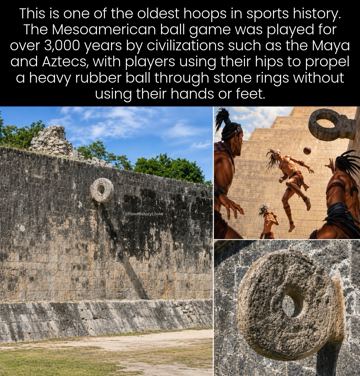 This is one of the oldest hoops in sports history.
The Mesoamerican ball game was played for
over 3,000 years by civilizations such as the Maya
and Aztecs, with players using their hips to propel
a heavy rubber ball through stone rings without
using their hands or feet.